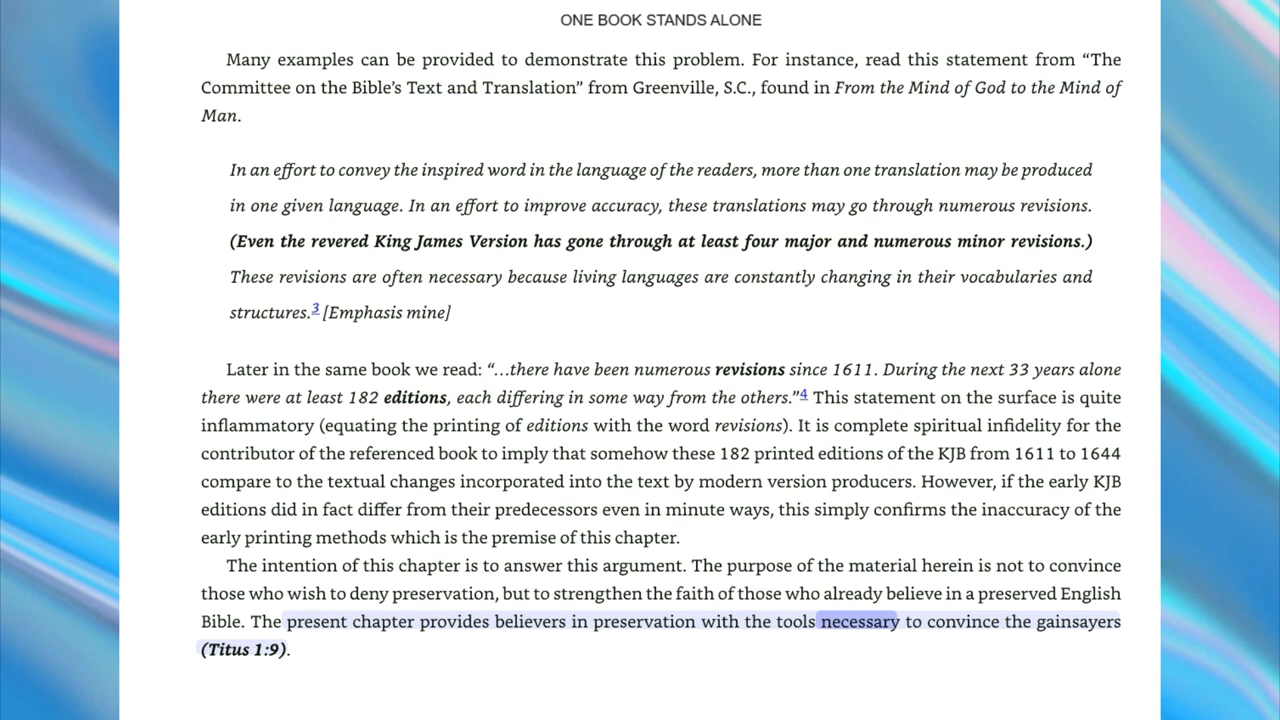 ONE BOOK STANDS ALONE
Many examples can be provided to demonstrate this problem. For instance, read this statement from “The
Committee on the Bible’s Text and Translation” from Greenville, S.C., found in From the Mind of God to the Mind of
Man.
In an effort to convey the inspired word in the language of the readers, more than one translation may be produced
in one given language. In an effort to improve accuracy, these translations may go through numerous revisions.
(Even the revered King James Version has gone through at least four major and numerous minor revisions.)
These revisions are often necessary because living languages are constantly changing in their vocabularies and
structures.3 [Emphasis mine]
Later in the same book we read: “…there have been numerous revisions since 1611. During the next 33 years alone
there were at least 182 editions, each differing in some way from the others.”4 This statement on the surface is quite
inflammatory (equating the printing of editions with the word revisions). It is complete spiritual infidelity for the
contributor of the referenced book to imply that somehow these 182 printed editions of the KJB from 1611 to 1644
compare to the textual changes incorporated into the text by modern version producers. However, if the early KJB
editions did in fact differ from their predecessors even in minute ways, this simply confirms the inaccuracy of the
early printing methods which is the premise of this chapter.
The intention of this chapter is to answer this argument. The purpose of the material herein is not to convince
those who wish to deny preservation, but to strengthen the faith of those who already believe in a preserved English
Bible. The present chapter provides believers in preservation with the tools necessary to convince the gainsayers
(Titus 1:9).